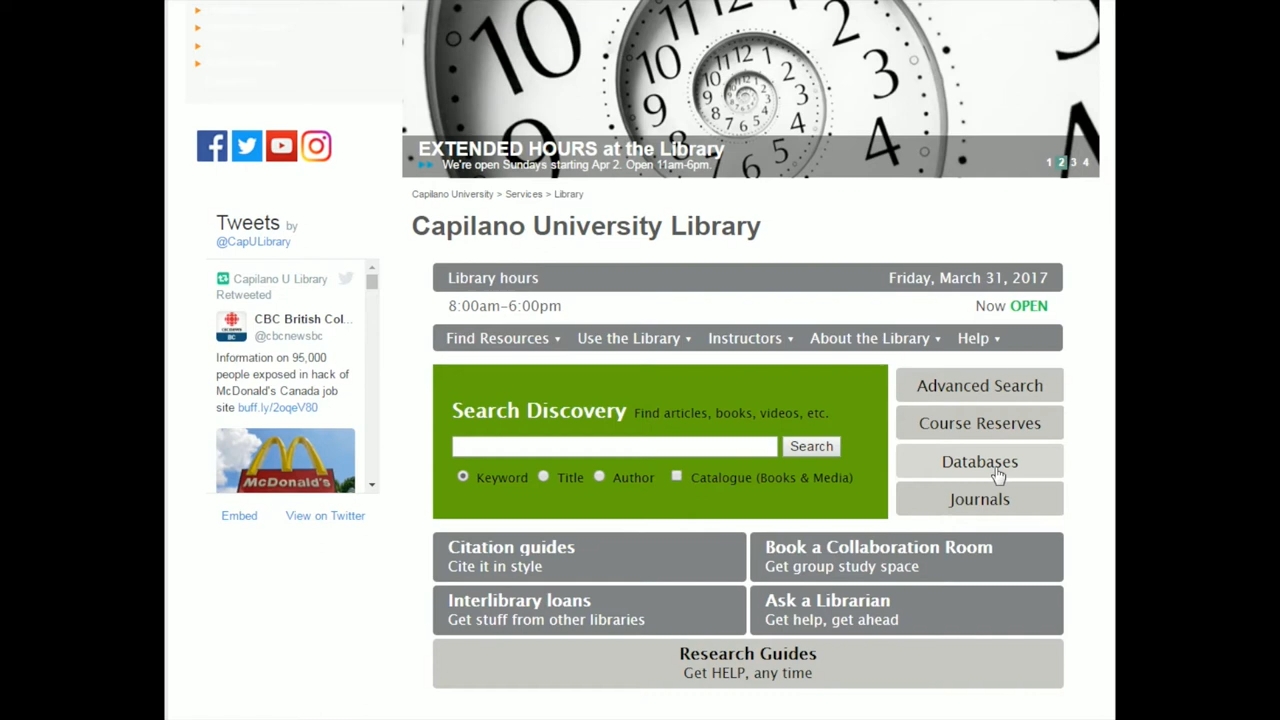 EXTENDED HOURS at the Library
We're open Sundays starting Apr 2. Open 11am-6pm.
1 2 3 4
Capilano University > Services > Library
Capilano University Library
Tweets by
@CapULibrary
Capilano U Library
Retweeted
CBC British Col...
@cbcnewsbc
Information on 95,000
people exposed in hack of
McDonald's Canada job
site buff.ly/2oqeV80
McDonald's
Embed View on Twitter
Library hours Friday, March 31, 2017
8:00am-6:00pm Now OPEN
Find Resources Use the Library Instructors About the Library Help
Search Discovery Find articles, books, videos, etc.
Search
Keyword Title Author Catalogue (Books & Media)
Advanced Search
Course Reserves
Databases
Journals
Citation guides
Cite it in style
Book a Collaboration Room
Get group study space
Interlibrary loans
Get stuff from other libraries
Ask a Librarian
Get help, get ahead
Research Guides
Get HELP, any time